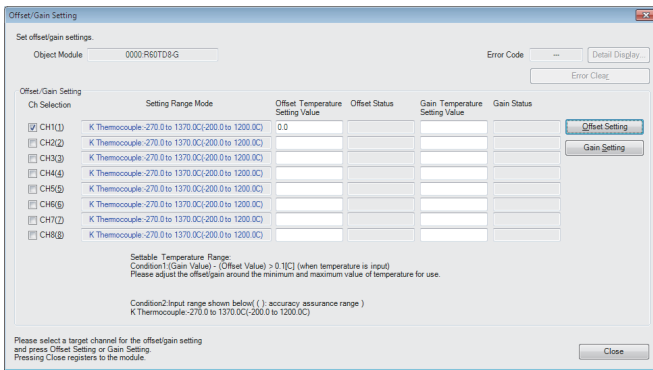 Offset/Gain Setting
Set offset/gain settings.
Object Module 0000:R60TD8-G Error Code --- Detail Display...
Error Clear
Offset/Gain Setting
Ch Selection Setting Range Mode Offset Temperature Setting Value Offset Status Gain Temperature Setting Value Gain Status
CH1(1) K Thermocouple:-270.0 to 1370.0C(-200.0 to 1200.0C) 0.0 Offset Setting
CH2(2) K Thermocouple:-270.0 to 1370.0C(-200.0 to 1200.0C) Gain Setting
CH3(3) K Thermocouple:-270.0 to 1370.0C(-200.0 to 1200.0C)
CH4(4) K Thermocouple:-270.0 to 1370.0C(-200.0 to 1200.0C)
CH5(5) K Thermocouple:-270.0 to 1370.0C(-200.0 to 1200.0C)
CH6(6) K Thermocouple:-270.0 to 1370.0C(-200.0 to 1200.0C)
CH7(7) K Thermocouple:-270.0 to 1370.0C(-200.0 to 1200.0C)
CH8(8) K Thermocouple:-270.0 to 1370.0C(-200.0 to 1200.0C)
Settable Temperature Range:
Condition1:(Gain Value) - (Offset Value) > 0.1[C] (when temperature is input)
Please adjust the offset/gain around the minimum and maximum value of temperature for use.
Condition2:Input range shown below( ( ): accuracy assurance range )
K Thermocouple:-270.0 to 1370.0C(-200.0 to 1200.0C)
Please select a target channel for the offset/gain setting
and press Offset Setting or Gain Setting.
Pressing Close registers to the module.
Close